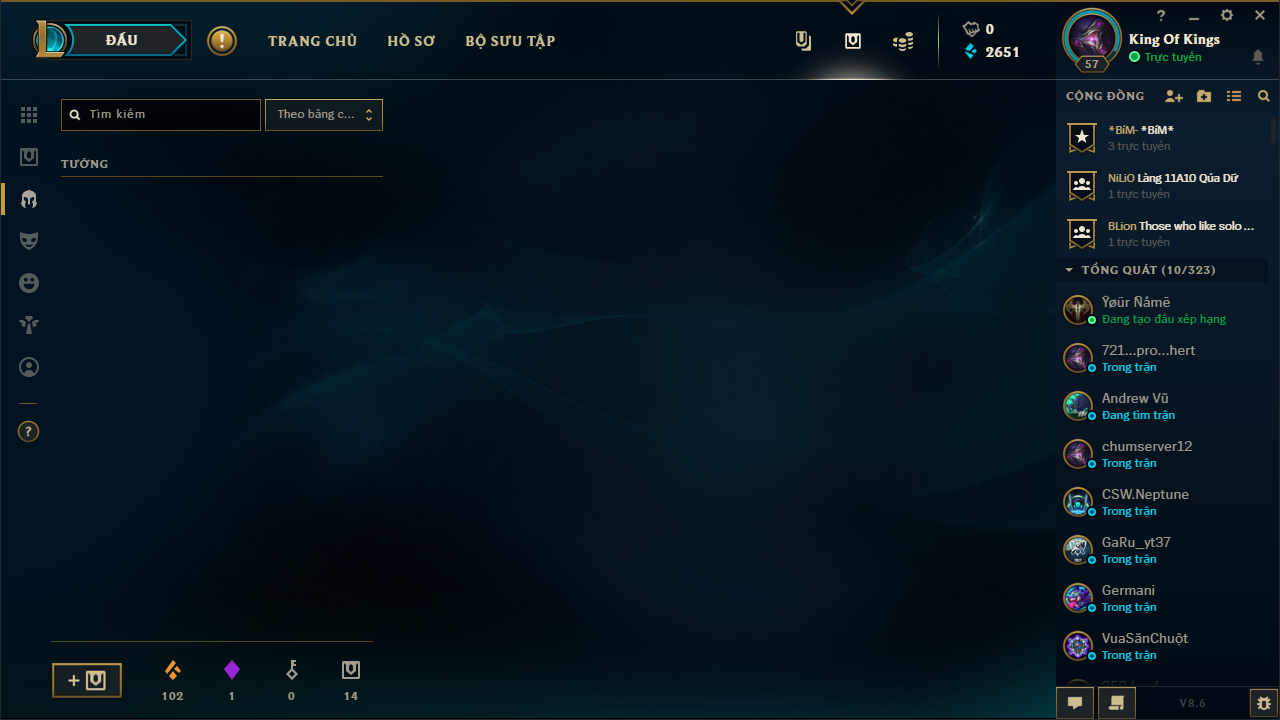 ĐẤU
TRANG CHỦ
HỒ SƠ
BỘ SƯU TẬP
0
2651
57
King Of Kings
Trực tuyến
Tìm kiếm
Theo bảng c...
TƯỚNG
CỘNG ĐỒNG
*BíM- *BíM*
3 trực tuyến
NiLiO Làng 11A10 Qúa Dữ
1 trực tuyến
BLion Those who like solo ...
1 trực tuyến
TỔNG QUÁT (10/323)
Ÿøür Ñåmë
Đang tạo đấu xếp hạng
721...pro...hert
Trong trận
Andrew Vũ
Đang tìm trận
chumserver12
Trong trận
CSW.Neptune
Trong trận
GaRu_yt37
Trong trận
Germani
Trong trận
VuaSănChuột
Trong trận
102
1
0
14
V8.6